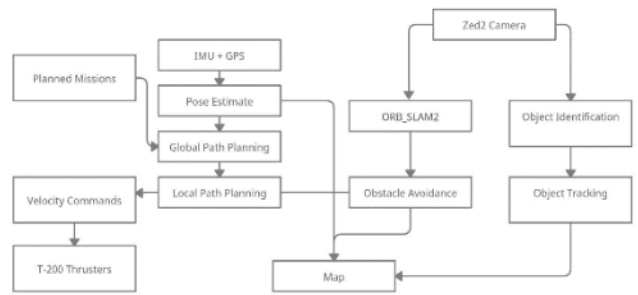 Zed2 Camera
IMU + GPS
Planned Missions
Pose Estimate
ORB_SLAM2
Object Identification
Global Path Planning
Velocity Commands
Local Path Planning
Obstacle Avoidance
Object Tracking
T-200 Thrusters
Map